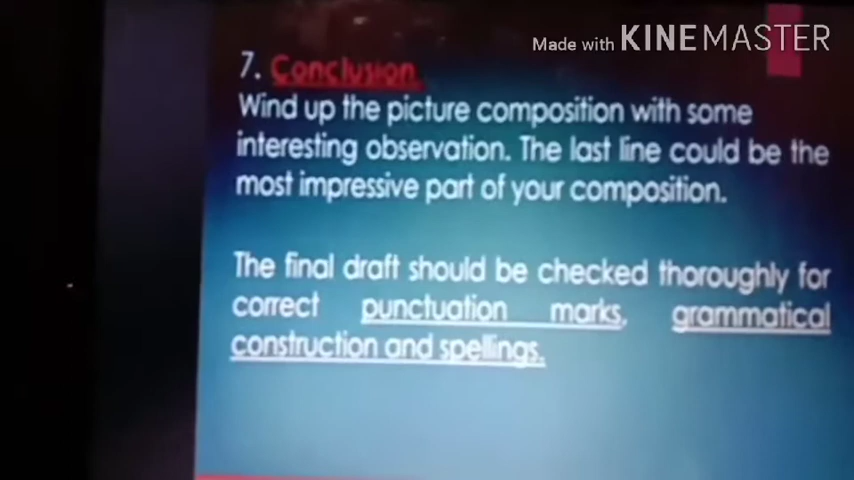 Made with KINEMASTER
7. Conclusion
Wind up the picture composition with some
interesting observation. The last line could be the
most impressive part of your composition.
The final draft should be checked thoroughly for
correct punctuation marks, grammatical
construction and spellings.